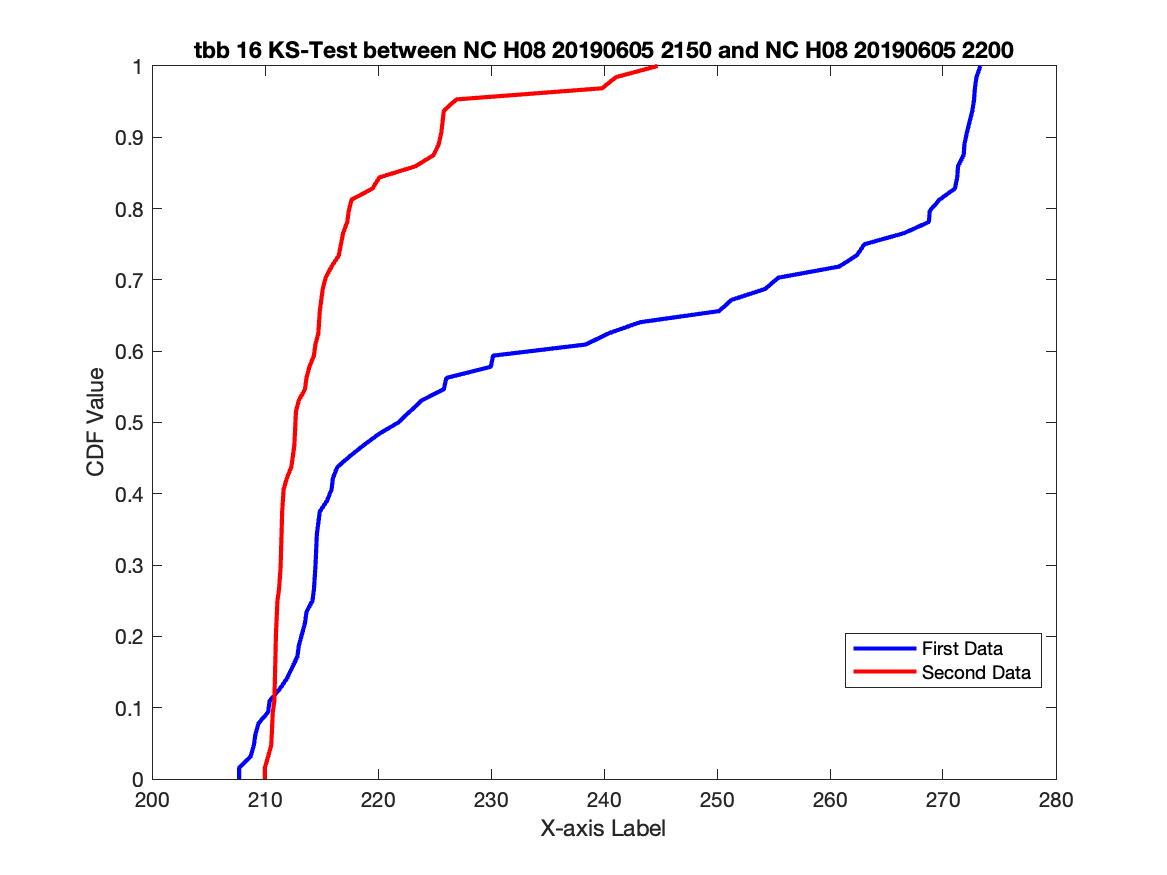 tbb 16 KS-Test between NC H08 20190605 2150 and NC H08 20190605 2200
1
0.9
0.8
0.7
0.6
0.5
0.4
0.3
0.2
0.1
0
CDF Value
First Data
Second Data
200 210 220 230 240 250 260 270 280
X-axis Label